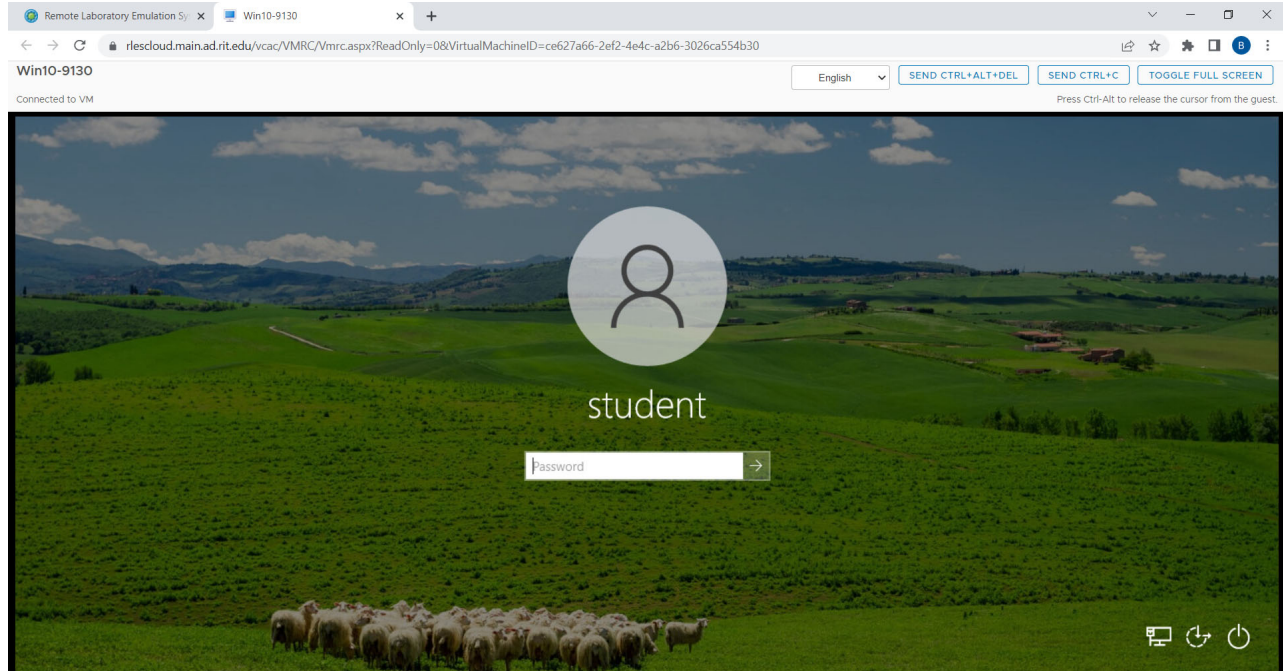 Remote Laboratory Emulation Sy
Win10-9130
rlescloud.main.ad.rit.edu/vcac/VMRC/Vmrc.aspx?ReadOnly=0&VirtualMachineID=ce627a66-2ef2-4e4c-a2b6-3026ca554b30
B
Win10-9130
English
SEND CTRL+ALT+DEL
SEND CTRL+C
TOGGLE FULL SCREEN
Connected to VM
Press Ctrl-Alt to release the cursor from the guest.
student
Password